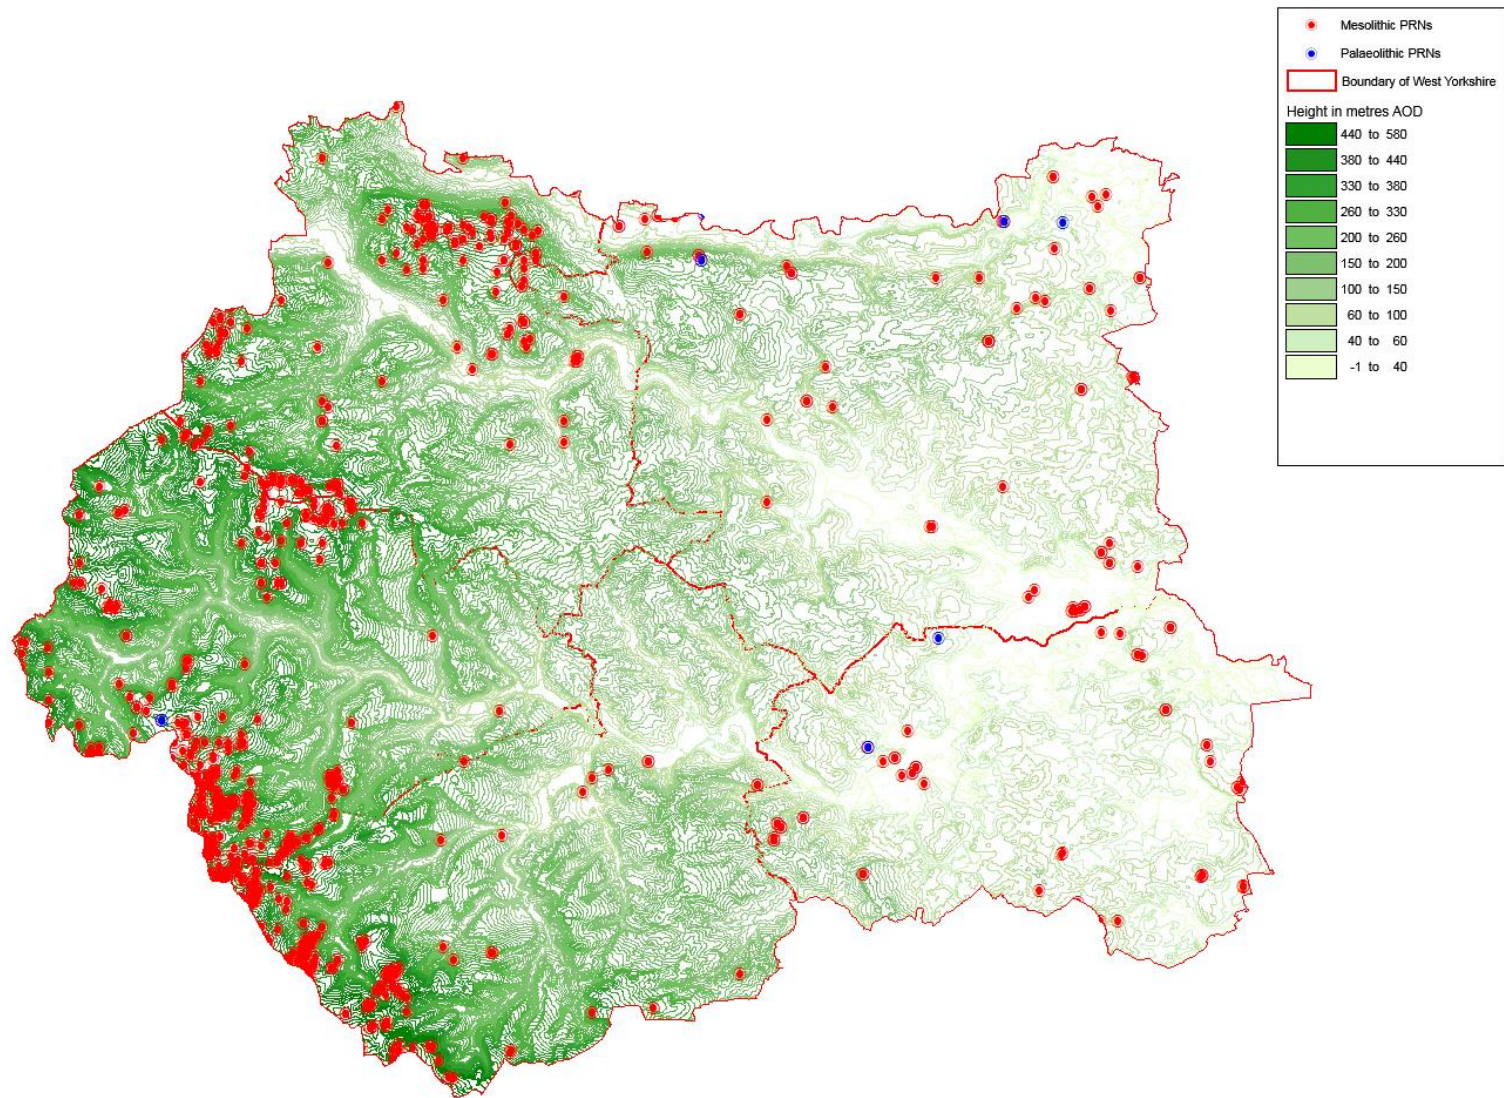 Mesolithic PRNs
Palaeolithic PRNs
Boundary of West Yorkshire
Height in metres AOD
440 to 580
380 to 440
330 to 380
260 to 330
200 to 260
150 to 200
100 to 150
60 to 100
40 to 60
-1 to 40